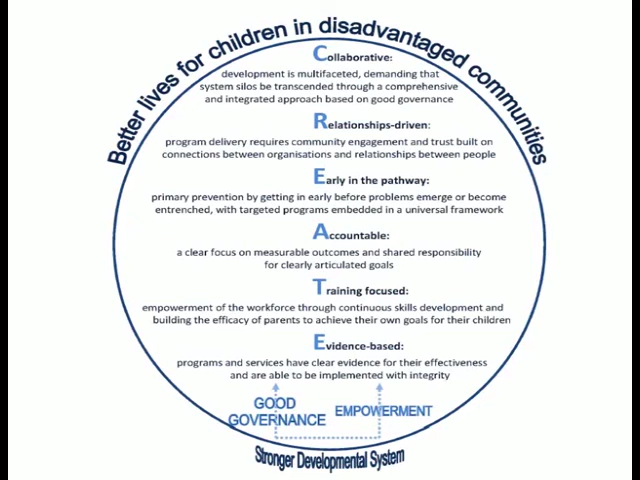 Better lives for children in disadvantaged communities
Collaborative:
development is multifaceted, demanding that
system silos be transcended through a comprehensive
and integrated approach based on good governance
Relationships-driven:
program delivery requires community engagement and trust built on
connections between organisations and relationships between people
Early in the pathway:
primary prevention by getting in early before problems emerge or become
entrenched, with targeted programs embedded in a universal framework
Accountable:
a clear focus on measurable outcomes and shared responsibility
for clearly articulated goals
Training focused:
empowerment of the workforce through continuous skills development and
building the efficacy of parents to achieve their own goals for their children
Evidence-based:
programs and services have clear evidence for their effectiveness
and are able to be implemented with integrity
GOOD
GOVERNANCE
EMPOWERMENT
Stronger Developmental System